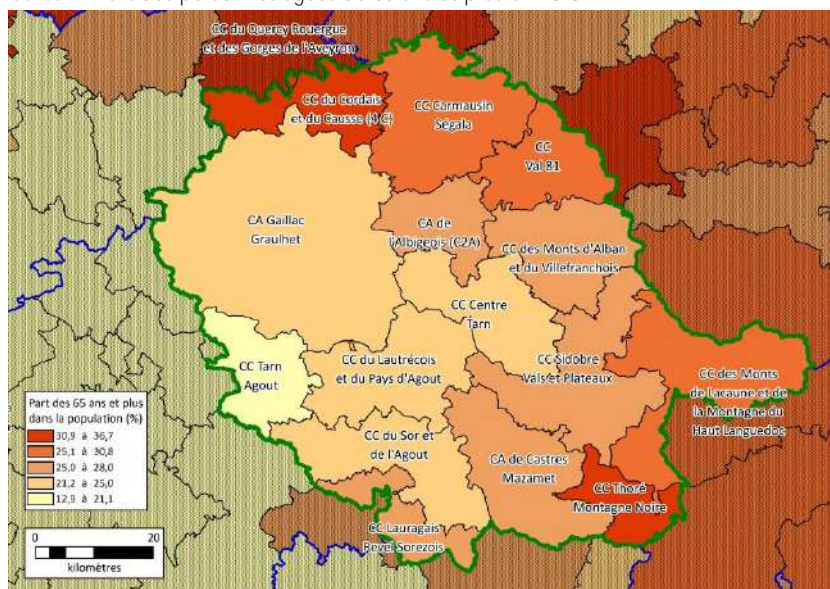 CC du Quercy Rouergue
et des Gorges de l'Aveyron
CC du Cordais
et du Causse (4 C)
CC Carmausin
Ségala
CC
Val 81
CA Gaillac
Graulhet
CA de
l'Albigeois (C2A)
CC des Monts d'Alban
et du Villefranchois
CC Centre
Tarn
CC Tarn
Agout
CC du Lautrécois
et du Pays d'Agout
CC Sidobre
Vals et Plateaux
CC des Monts
de Lacaune et de
la Montagne du
Haut Languedoc
CC du Sor et
de l'Agout
CA de Castres
Mazamet
CC Thoré
Montagne Noire
CC Lauragais
Revel Sorezois
Part des 65 ans et plus
dans la population (%)
30,9 à 36,7
25,1 à 30,8
25,0 à 28,0
21,2 à 25,0
12,9 à 21,1
0 20
kilomètres